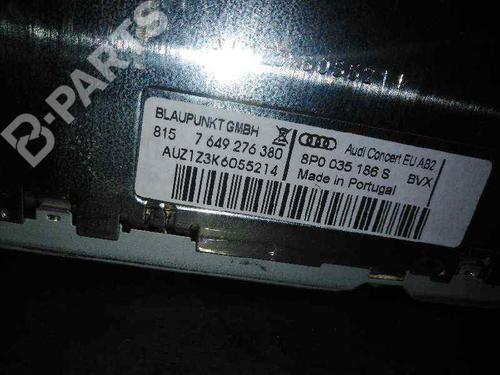 B-PARTS
BLAUPUNKT GMBH
815 7 649 276 380
AUZ1Z3K6055214
Audi Concert EU AB2
8P0 035 186 S BVX
Made in Portugal